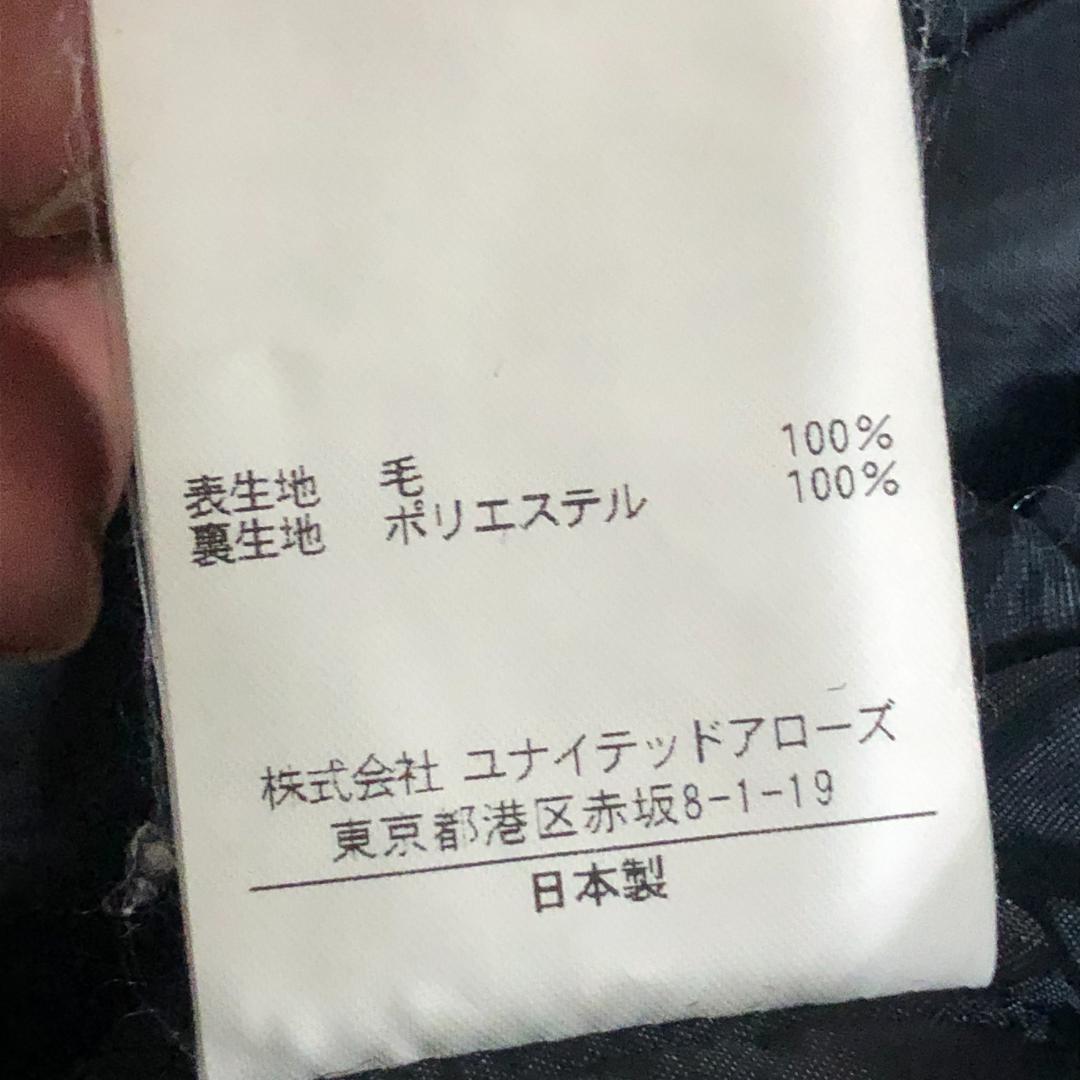 表生地 毛 100%
裏生地 ポリエステル 100%
株式会社 ユナイテッドアローズ
東京都港区赤坂8-1-19
日本製